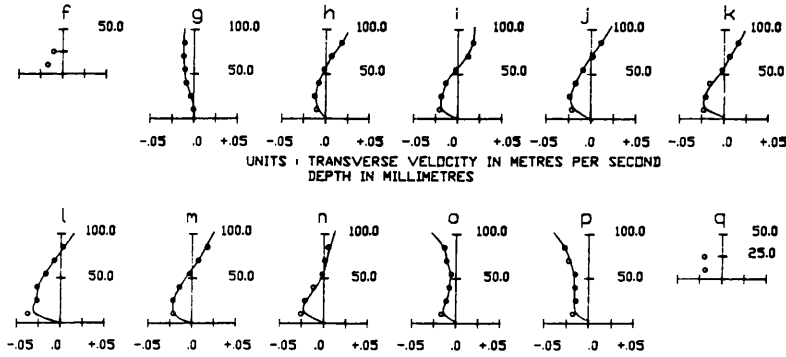 f g h i j k
50.0 100.0 100.0 100.0 100.0 100.0
50.0 50.0 50.0 50.0 50.0
-.05 .0 +.05 -.05 .0 +.05 -.05 .0 +.05 -.05 .0 +.05 -.05 .0 +.05
UNITS : TRANSVERSE VELOCITY IN METRES PER SECOND
DEPTH IN MILLIMETRES
l m n o p q
100.0 100.0 100.0 100.0 100.0 50.0
25.0
50.0 50.0 50.0 50.0 50.0
-.05 .0 +.05 -.05 .0 +.05 -.05 .0 +.05 -.05 .0 +.05 -.05 .0 +.05